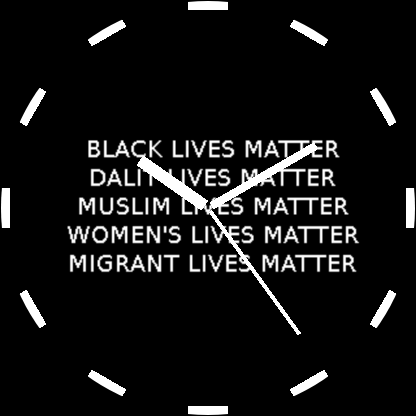 BLACK LIVES MATTER
DALIT LIVES MATTER
MUSLIM LIVES MATTER
WOMEN'S LIVES MATTER
MIGRANT LIVES MATTER